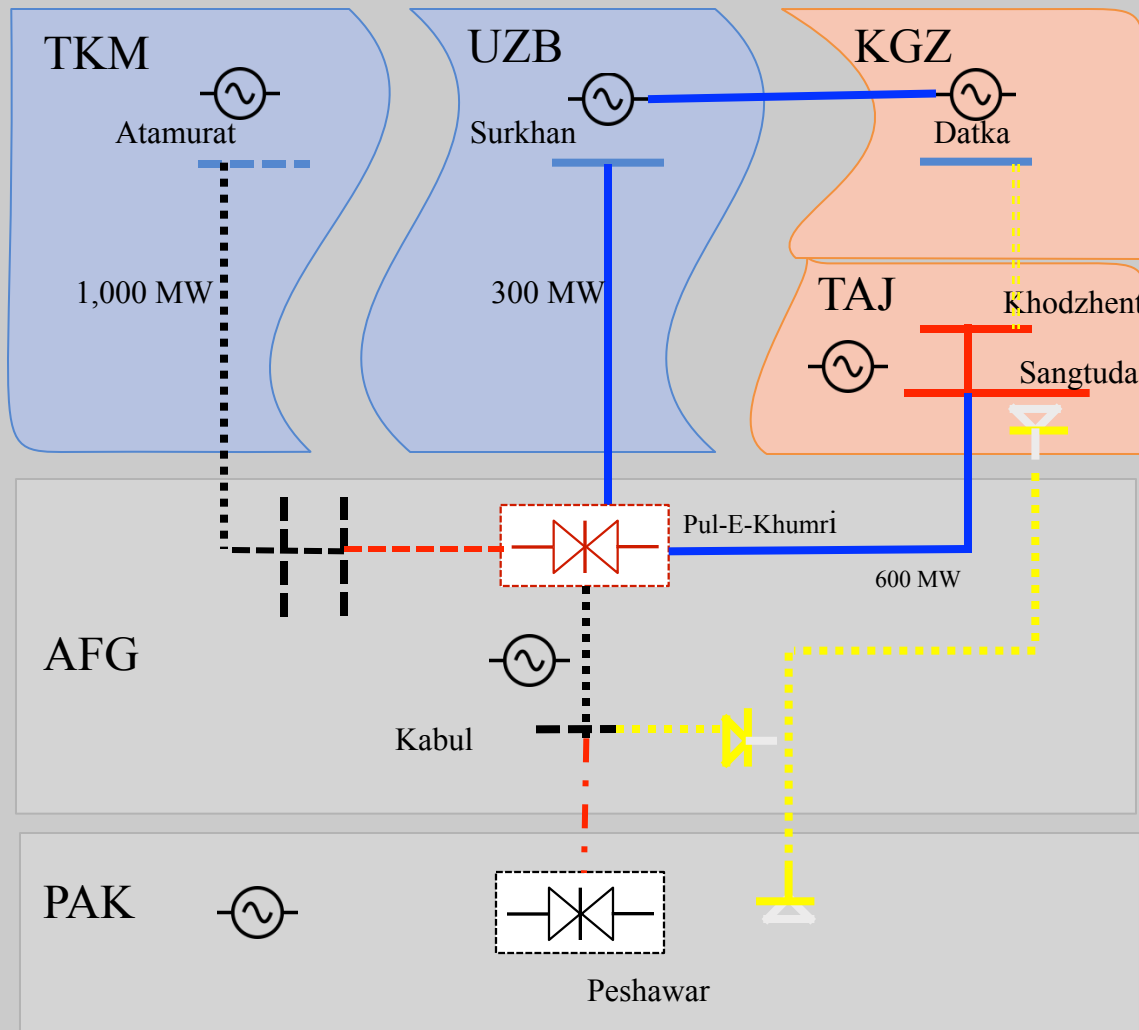 TKM
UZB
KGZ
Atamurat
Surkhan
Datka
1,000 MW
300 MW
TAJ
Khodzhent
Sangtuda
Pul-E-Khumri
600 MW
AFG
Kabul
PAK
Peshawar